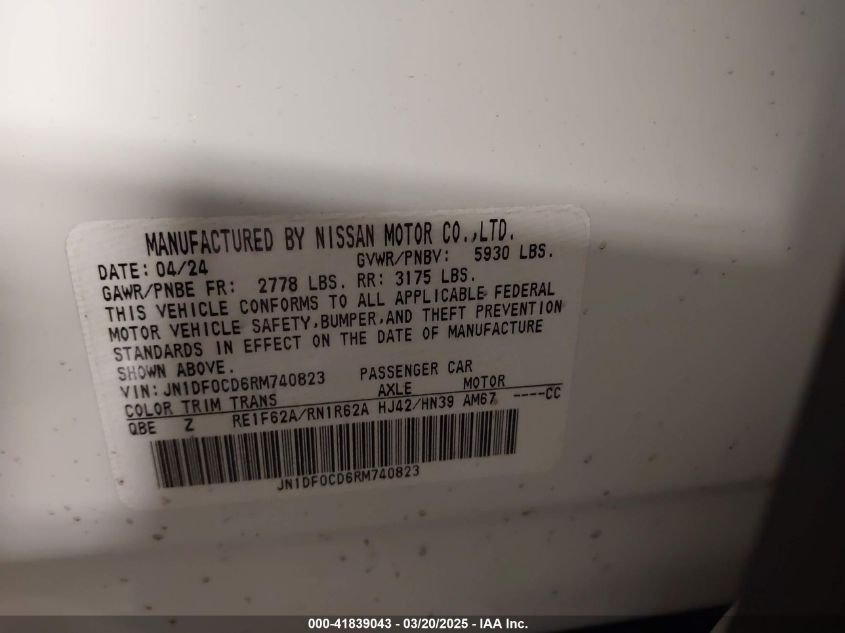 MANUFACTURED BY NISSAN MOTOR CO.,LTD.
DATE: 04/24 GVWR/PNBV: 5930 LBS.
GAWR/PNBE FR: 2778 LBS. RR: 3175 LBS.
THIS VEHICLE CONFORMS TO ALL APPLICABLE FEDERAL
MOTOR VEHICLE SAFETY,BUMPER,AND THEFT PREVENTION
STANDARDS IN EFFECT ON THE DATE OF MANUFACTURE
SHOWN ABOVE.
VIN: JN1DF0CD6RM740823 PASSENGER CAR
COLOR TRIM TRANS AXLE MOTOR
QBE Z RE1F62A/RN1R62A HJ42/HN39 AM67 ----CC
JN1DF0CD6RM740823
000-41839043 - 03/20/2025 - IAA Inc.